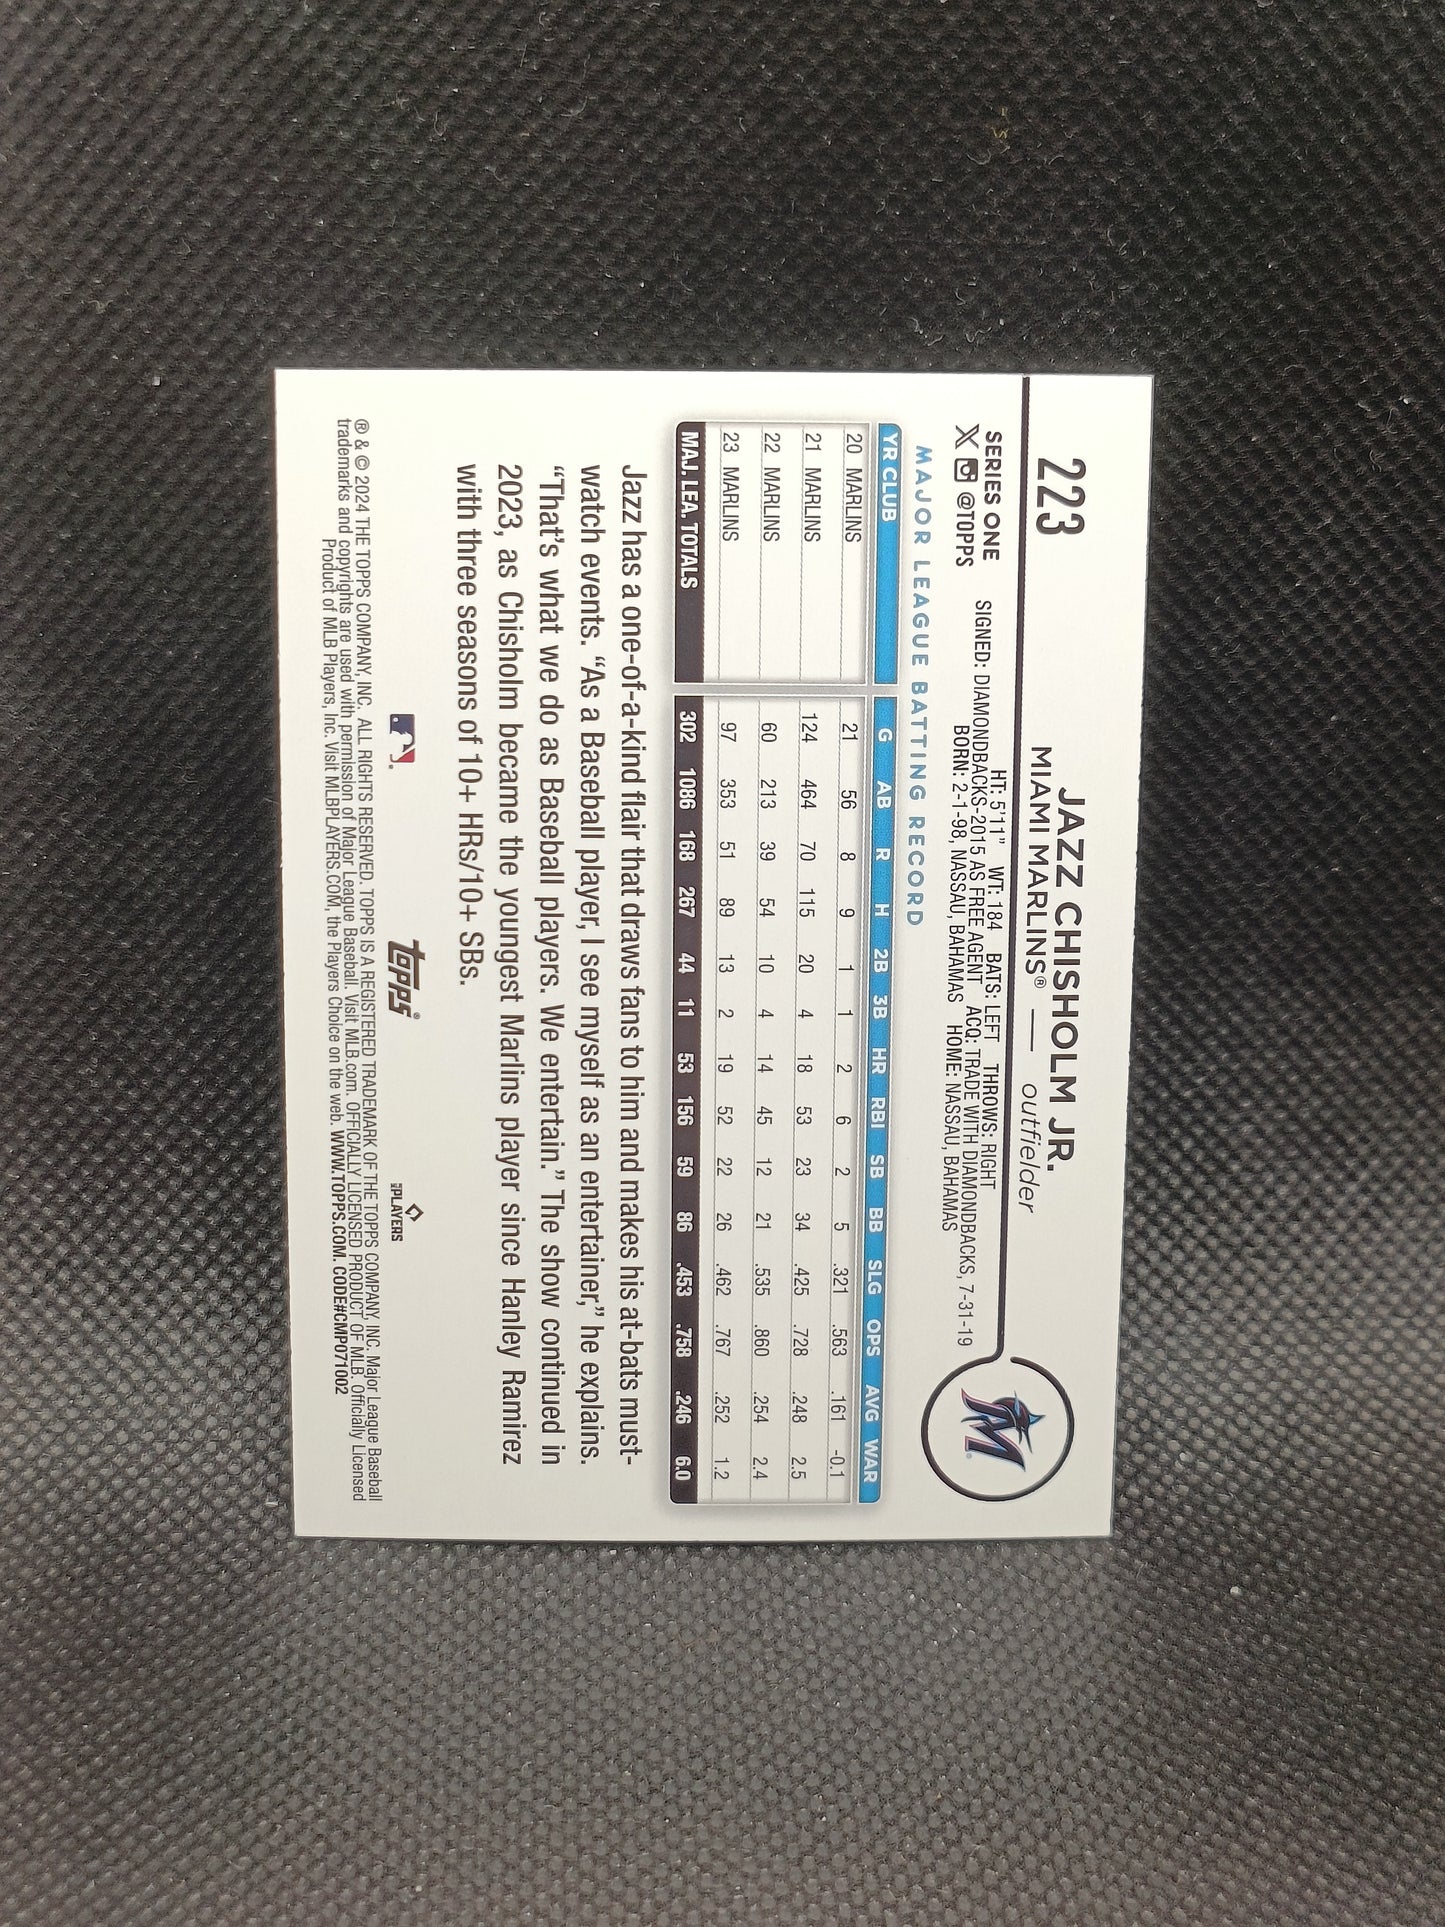 223
JAZZ CHISHOLM JR.
MIAMI MARLINS® — outfielder
SERIES ONE
@TOPPS
HT: 5'11" WT: 184 BATS: LEFT THROWS: RIGHT
SIGNED: DIAMONDBACKS-2015 AS FREE AGENT ACQ: TRADE WITH DIAMONDBACKS, 7-31-19
BORN: 2-1-98, NASSAU, BAHAMAS HOME: NASSAU, BAHAMAS
M
MAJOR LEAGUE BATTING RECORD
YR CLUB G AB R H 2B 3B HR RBI SB BB SLG OPS AVG WAR
20 MARLINS 21 56 8 9 1 1 2 6 2 5 .321 .563 .161 -0.1
21 MARLINS 124 464 70 115 20 4 18 53 23 34 .425 .728 .248 2.5
22 MARLINS 60 213 39 54 10 4 14 45 12 21 .535 .860 .254 2.4
23 MARLINS 97 353 51 89 13 2 19 52 22 26 .462 .767 .252 1.2
MAJ. LEA. TOTALS 302 1086 168 267 44 11 53 156 59 86 .453 .758 .246 6.0
Jazz has a one-of-a-kind flair that draws fans to him and makes his at-bats must-
watch events. “As a Baseball player, I see myself as an entertainer,” he explains.
“That’s what we do as Baseball players. We entertain.” The show continued in
2023, as Chisholm became the youngest Marlins player since Hanley Ramirez
with three seasons of 10+ HRs/10+ SBs.
topps®
PLAYERS
® & © 2024 THE TOPPS COMPANY, INC. ALL RIGHTS RESERVED. TOPPS IS A REGISTERED TRADEMARK OF THE TOPPS COMPANY, INC. Major League Baseball
trademarks and copyrights are used with permission of Major League Baseball. Visit MLB.com. OFFICIALLY LICENSED PRODUCT OF MLB. Officially Licensed
Product of MLB Players, Inc. Visit MLBPLAYERS.COM, the Players Choice on the web. WWW.TOPPS.COM. CODE#CMP071002